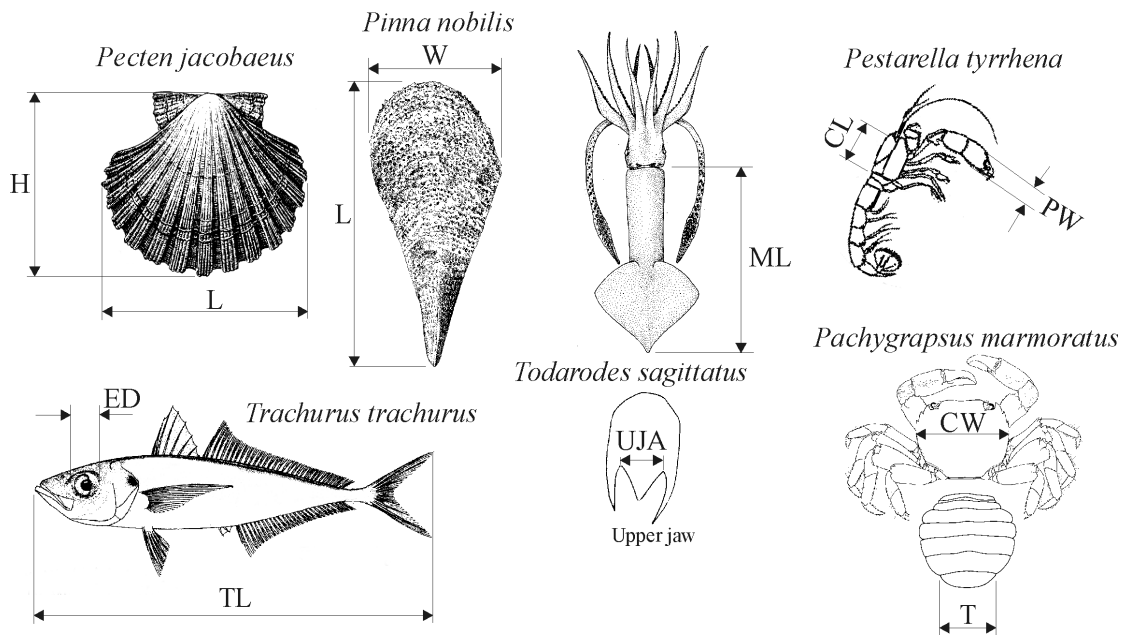 Pinna nobilis
Pecten jacobaeus
W
Pestarella tyrrhena
CL
H
L
PW
ML
L
Pachygrapsus marmoratus
Todarodes sagittatus
ED
Trachurus trachurus
UJA
CW
Upper jaw
TL
T